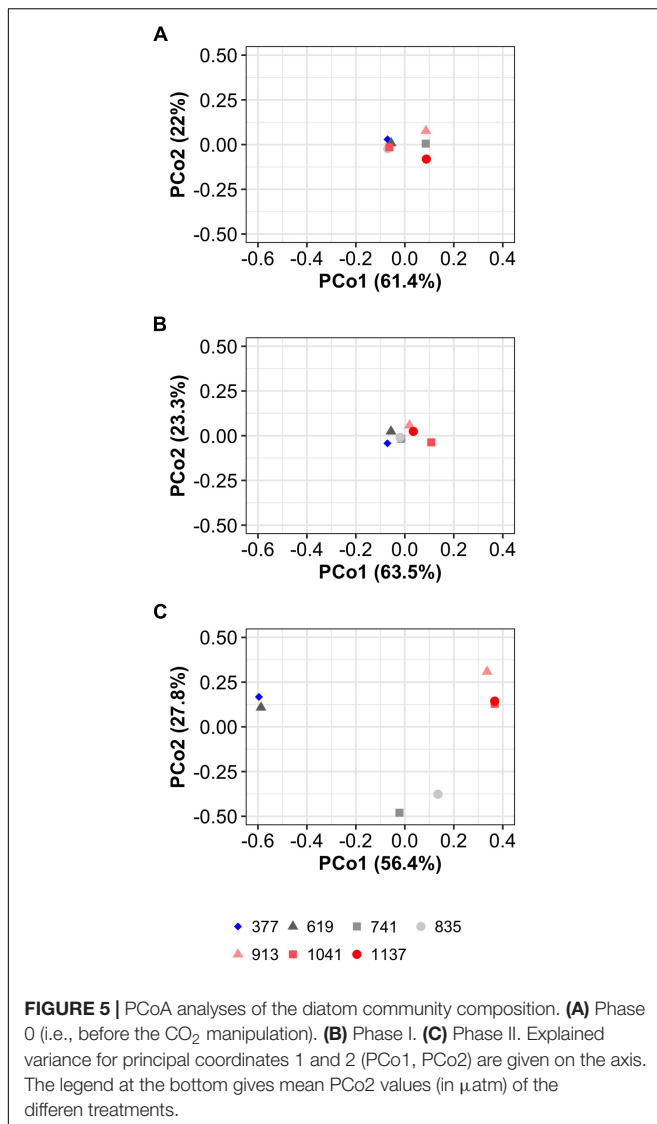 A
0.50
0.25
0.00
-0.25
-0.50
PCo2 (22%)
-0.6 -0.4 -0.2 0.0 0.2 0.4
PCo1 (61.4%)
B
0.50
0.25
0.00
-0.25
-0.50
PCo2 (23.3%)
-0.6 -0.4 -0.2 0.0 0.2 0.4
PCo1 (63.5%)
C
0.50
0.25
0.00
-0.25
-0.50
PCo2 (27.8%)
-0.6 -0.4 -0.2 0.0 0.2 0.4
PCo1 (56.4%)
377 619 741 835
913 1041 1137
FIGURE 5 | PCoA analyses of the diatom community composition. (A) Phase
0 (i.e., before the CO₂ manipulation). (B) Phase I. (C) Phase II. Explained
variance for principal coordinates 1 and 2 (PCo1, PCo2) are given on the axis.
The legend at the bottom gives mean PCo2 values (in μatm) of the
differen treatments.